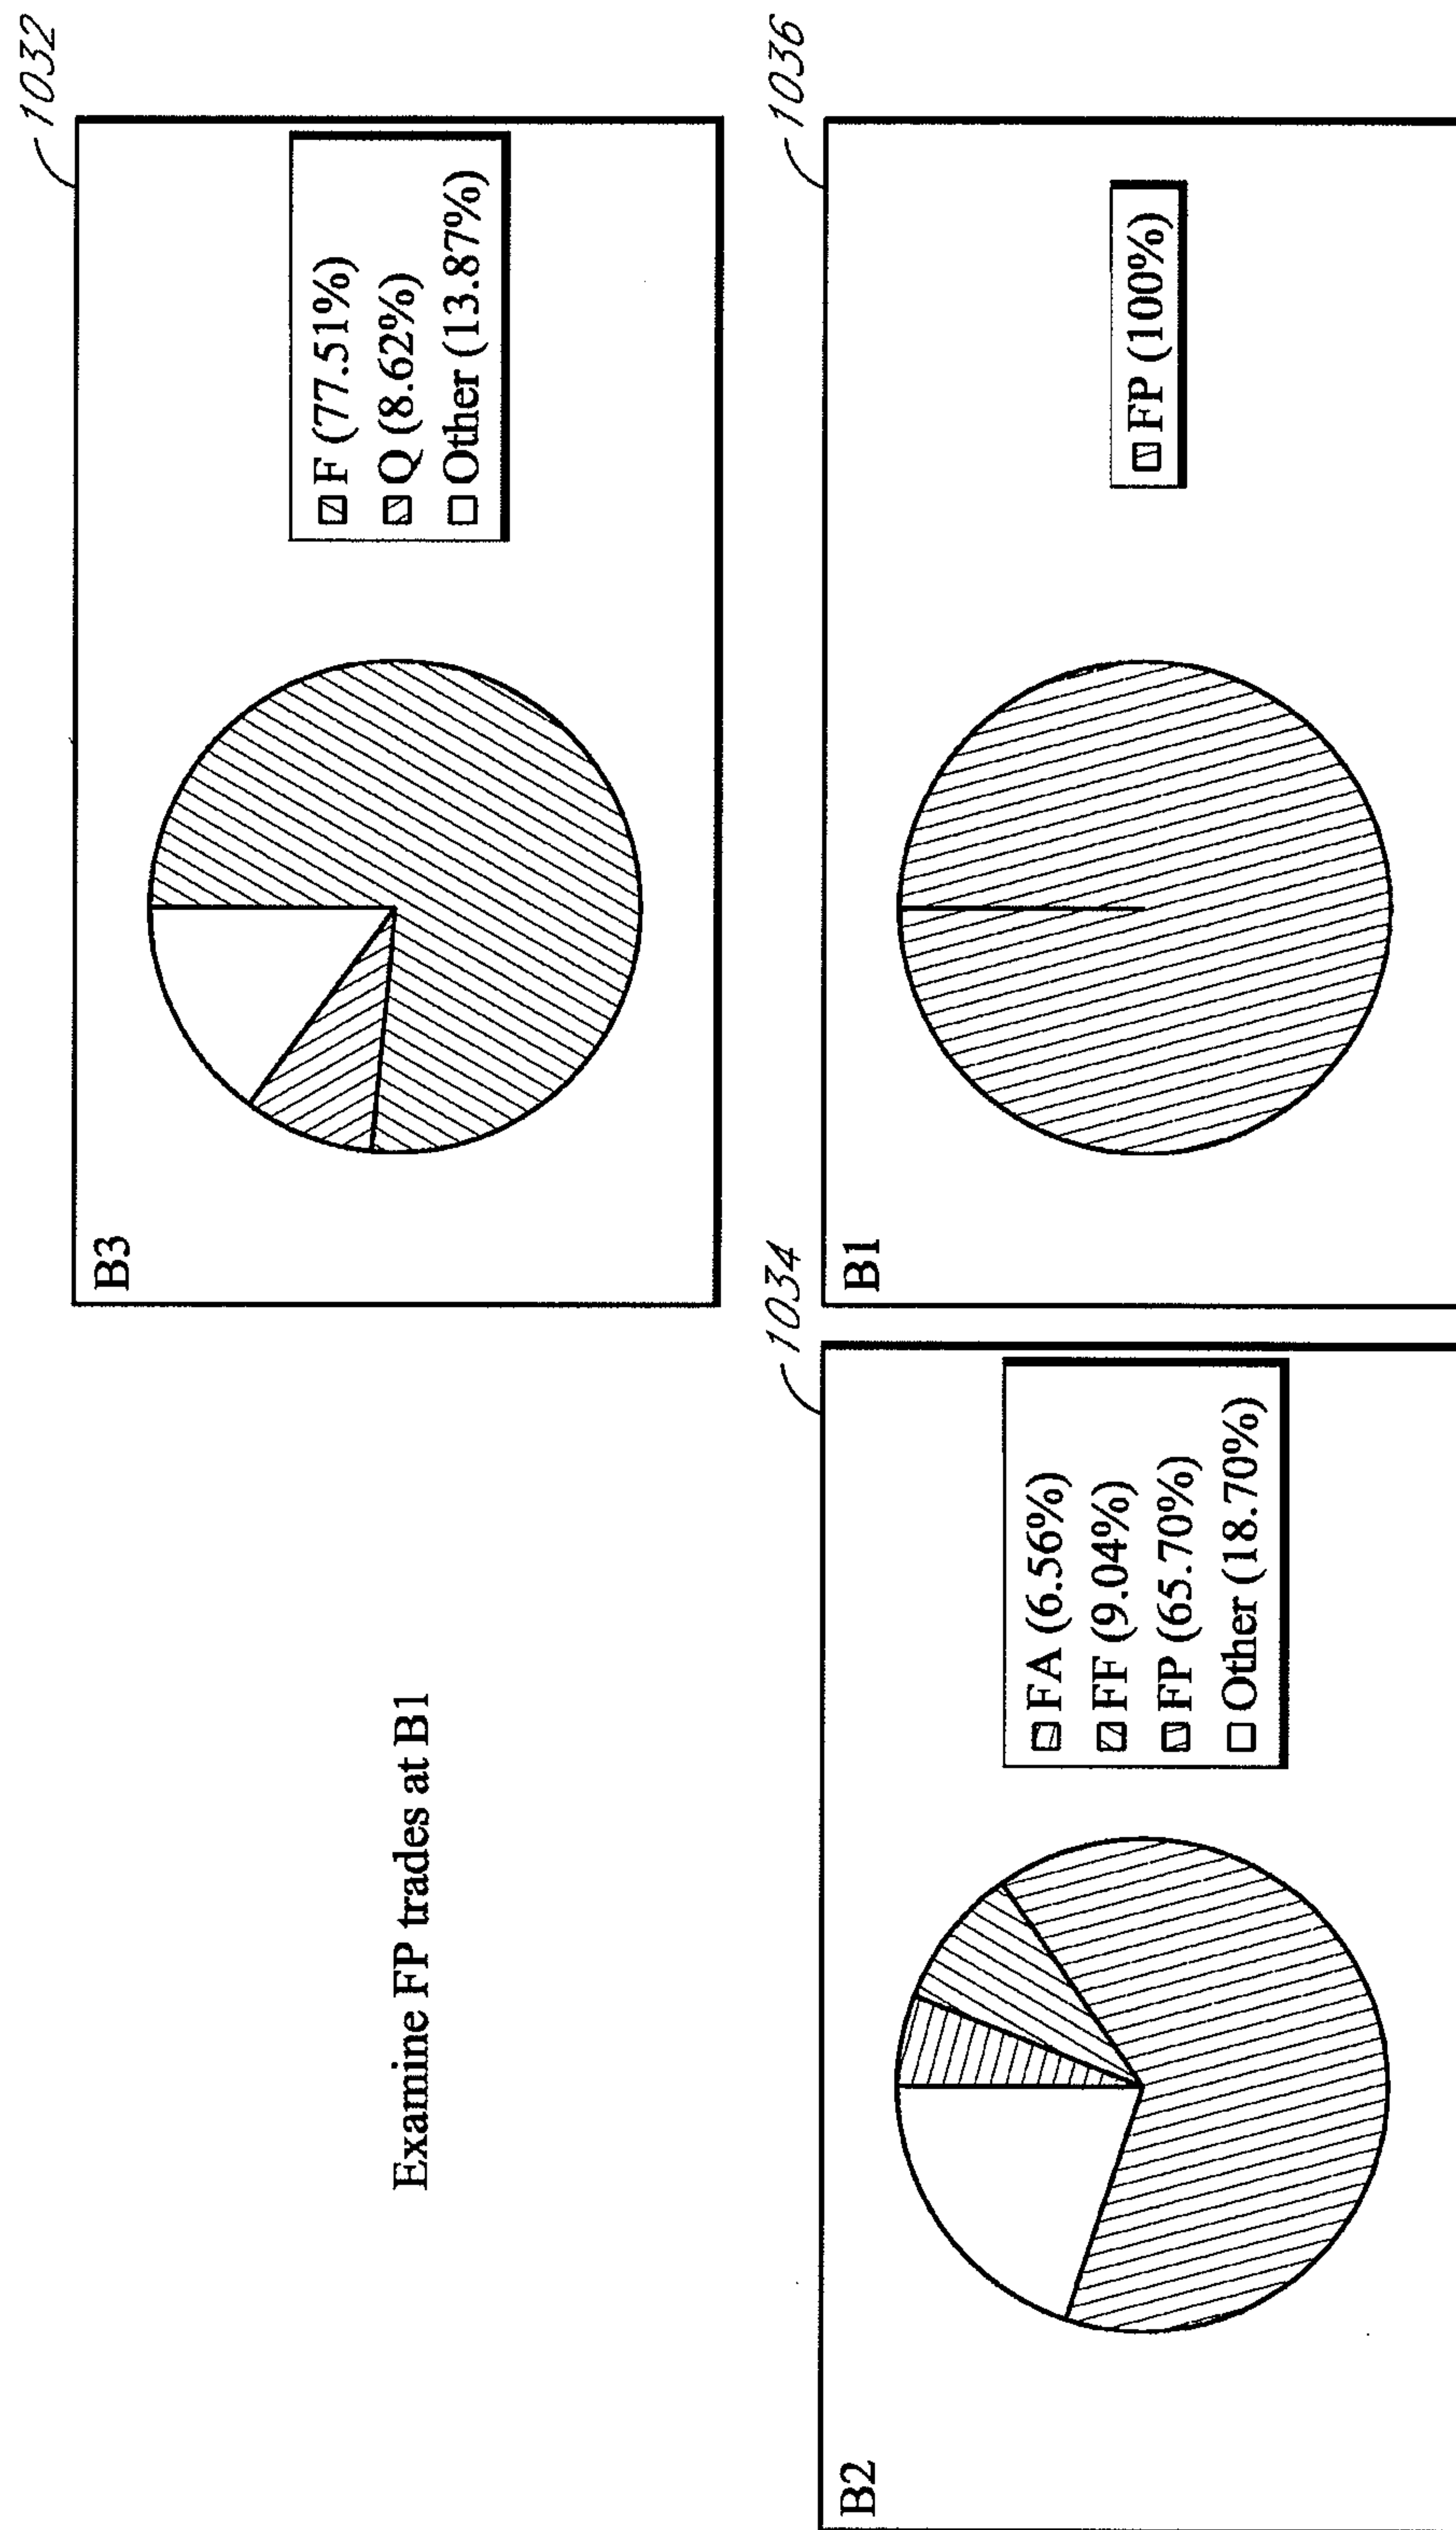 Examine FP trades at B1
1032
B3
F (77.51%)
Q (8.62%)
Other (13.87%)
1034
B2
FA (6.56%)
FF (9.04%)
FP (65.70%)
Other (18.70%)
1036
B1
FP (100%)